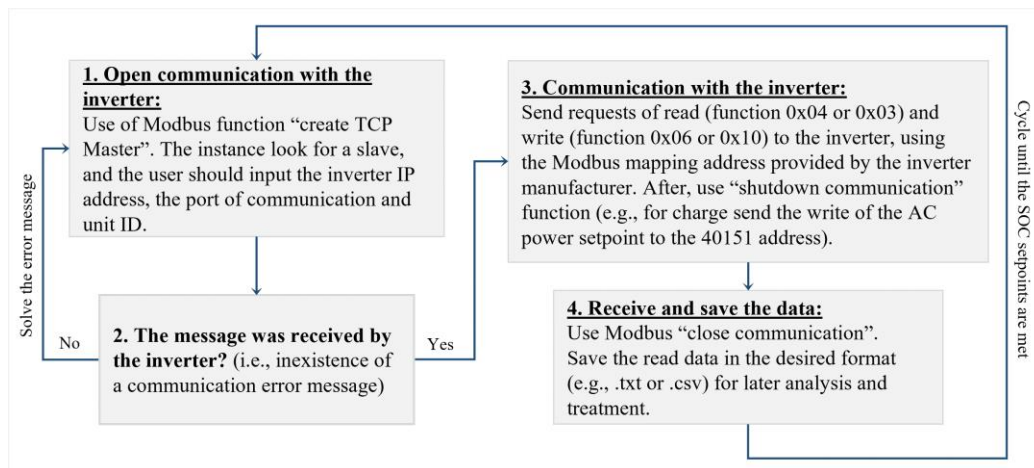 1. Open communication with the
inverter:
Use of Modbus function “create TCP
Master”. The instance look for a slave,
and the user should input the inverter IP
address, the port of communication and
unit ID.
Solve the error message
No
2. The message was received by
the inverter? (i.e., inexistence of
a communication error message)
Yes
3. Communication with the inverter:
Send requests of read (function 0x04 or 0x03) and
write (function 0x06 or 0x10) to the inverter, using
the Modbus mapping address provided by the inverter
manufacturer. After, use “shutdown communication”
function (e.g., for charge send the write of the AC
power setpoint to the 40151 address).
4. Receive and save the data:
Use Modbus “close communication”.
Save the read data in the desired format
(e.g., .txt or .csv) for later analysis and
treatment.
Cycle until the SOC setpoints are met